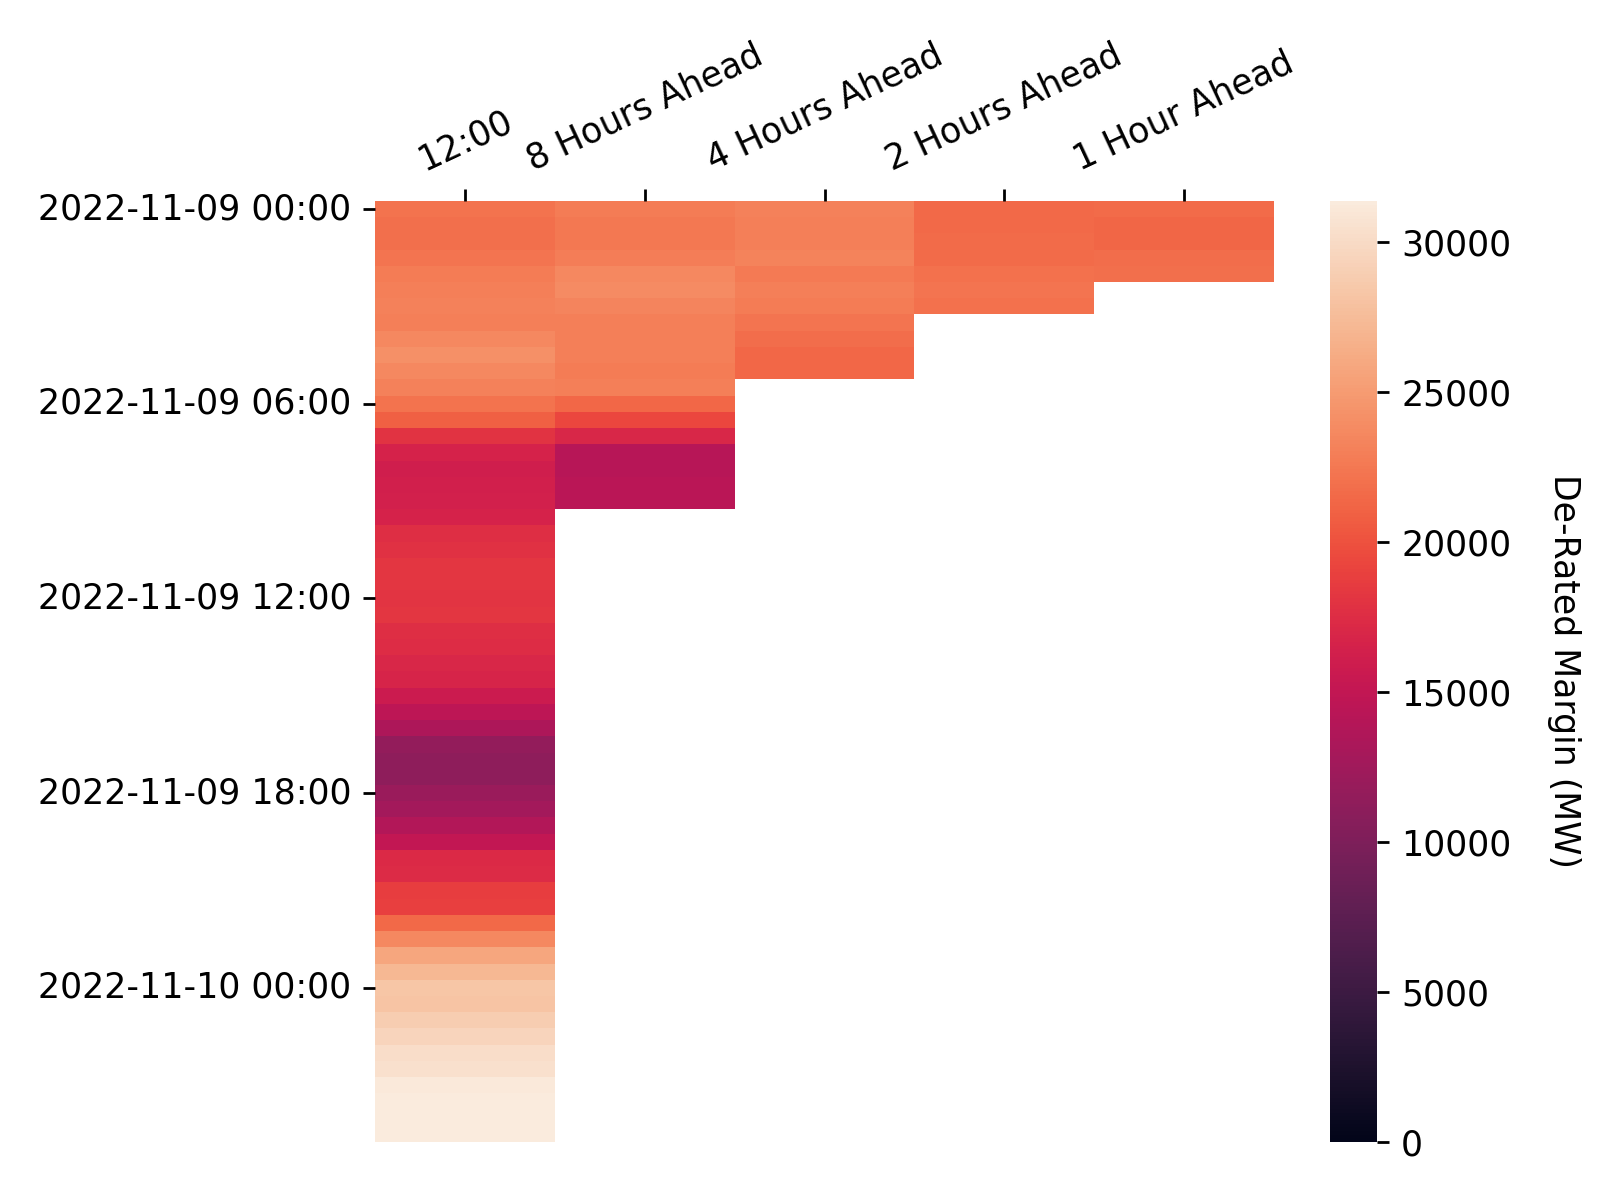 12:00
8 Hours Ahead
4 Hours Ahead
2 Hours Ahead
1 Hour Ahead
2022-11-09 00:00
2022-11-09 06:00
2022-11-09 12:00
2022-11-09 18:00
2022-11-10 00:00
30000
25000
20000
15000
10000
5000
0
De-Rated Margin (MW)